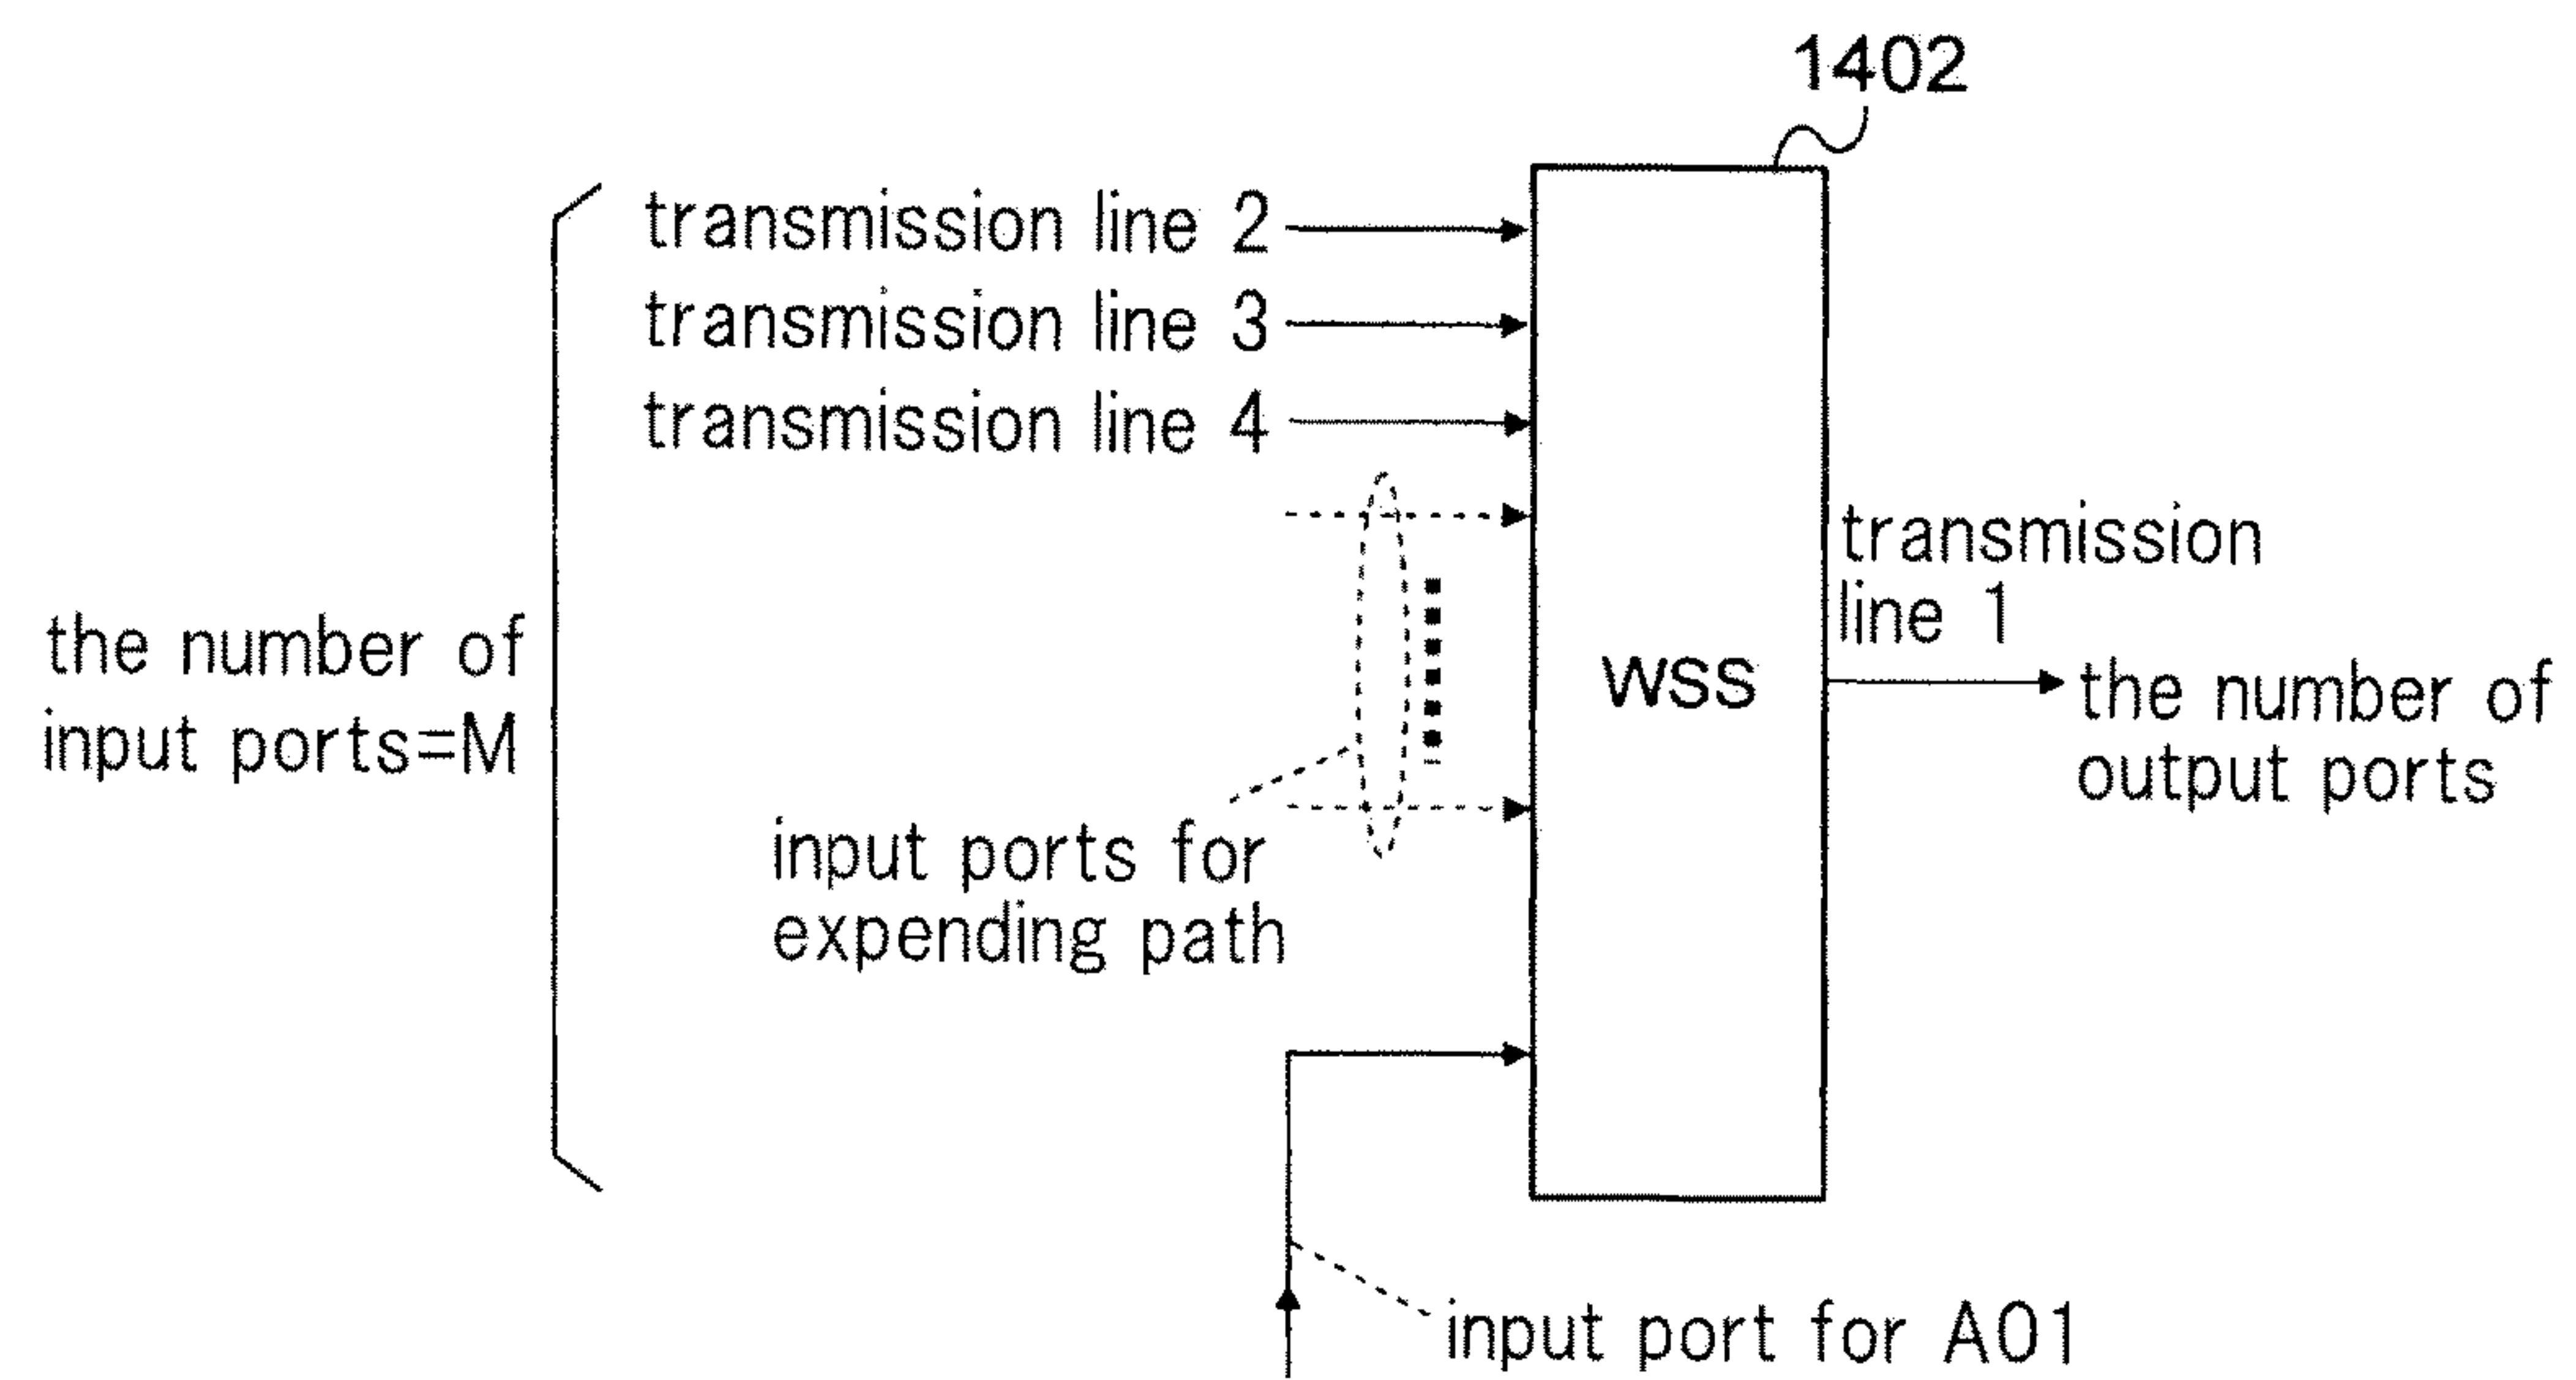 1402
transmission line 2
transmission line 3
transmission line 4
transmission
line 1
the number of
input ports=M
WSS
the number of
output ports
input ports for
expending path
input port for A01